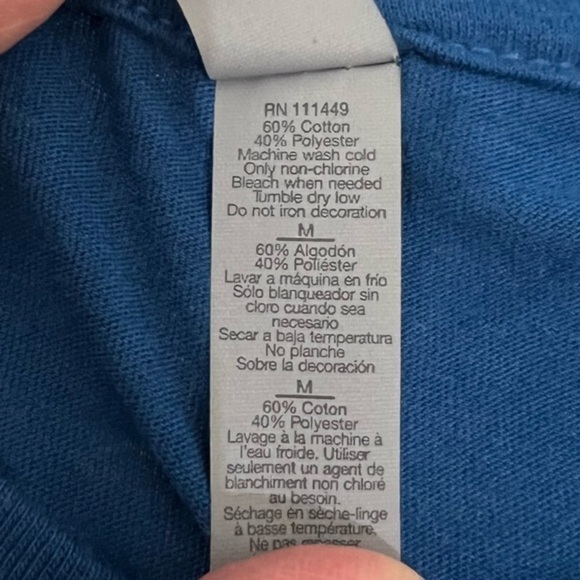 RN 111449
60% Cotton
40% Polyester
Machine wash cold
Only non-chlorine
Bleach when needed
Tumble dry low
Do not iron decoration
M
60% Algodón
40% Poliéster
Lavar a máquina en frío
Sólo blanqueador sin
cloro cuando sea
necesario
Secar a baja temperatura
No planche
Sobre la decoración
M
60% Coton
40% Polyester
Lavage à la machine à
l'eau froide. Utiliser
seulement un agent de
blanchiment non chloré
au besoin.
Séchage en sèche-linge
à basse température.
Ne pas repasser